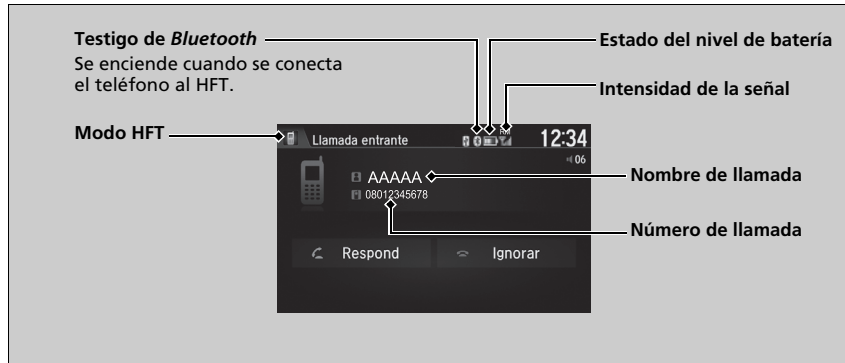 Testigo de Bluetooth
Se enciende cuando se conecta
el teléfono al HFT.
Estado del nivel de batería
Intensidad de la señal
Modo HFT
Llamada entrante
12:34
06
AAAAA
08012345678
Nombre de llamada
Número de llamada
Respond
Ignorar